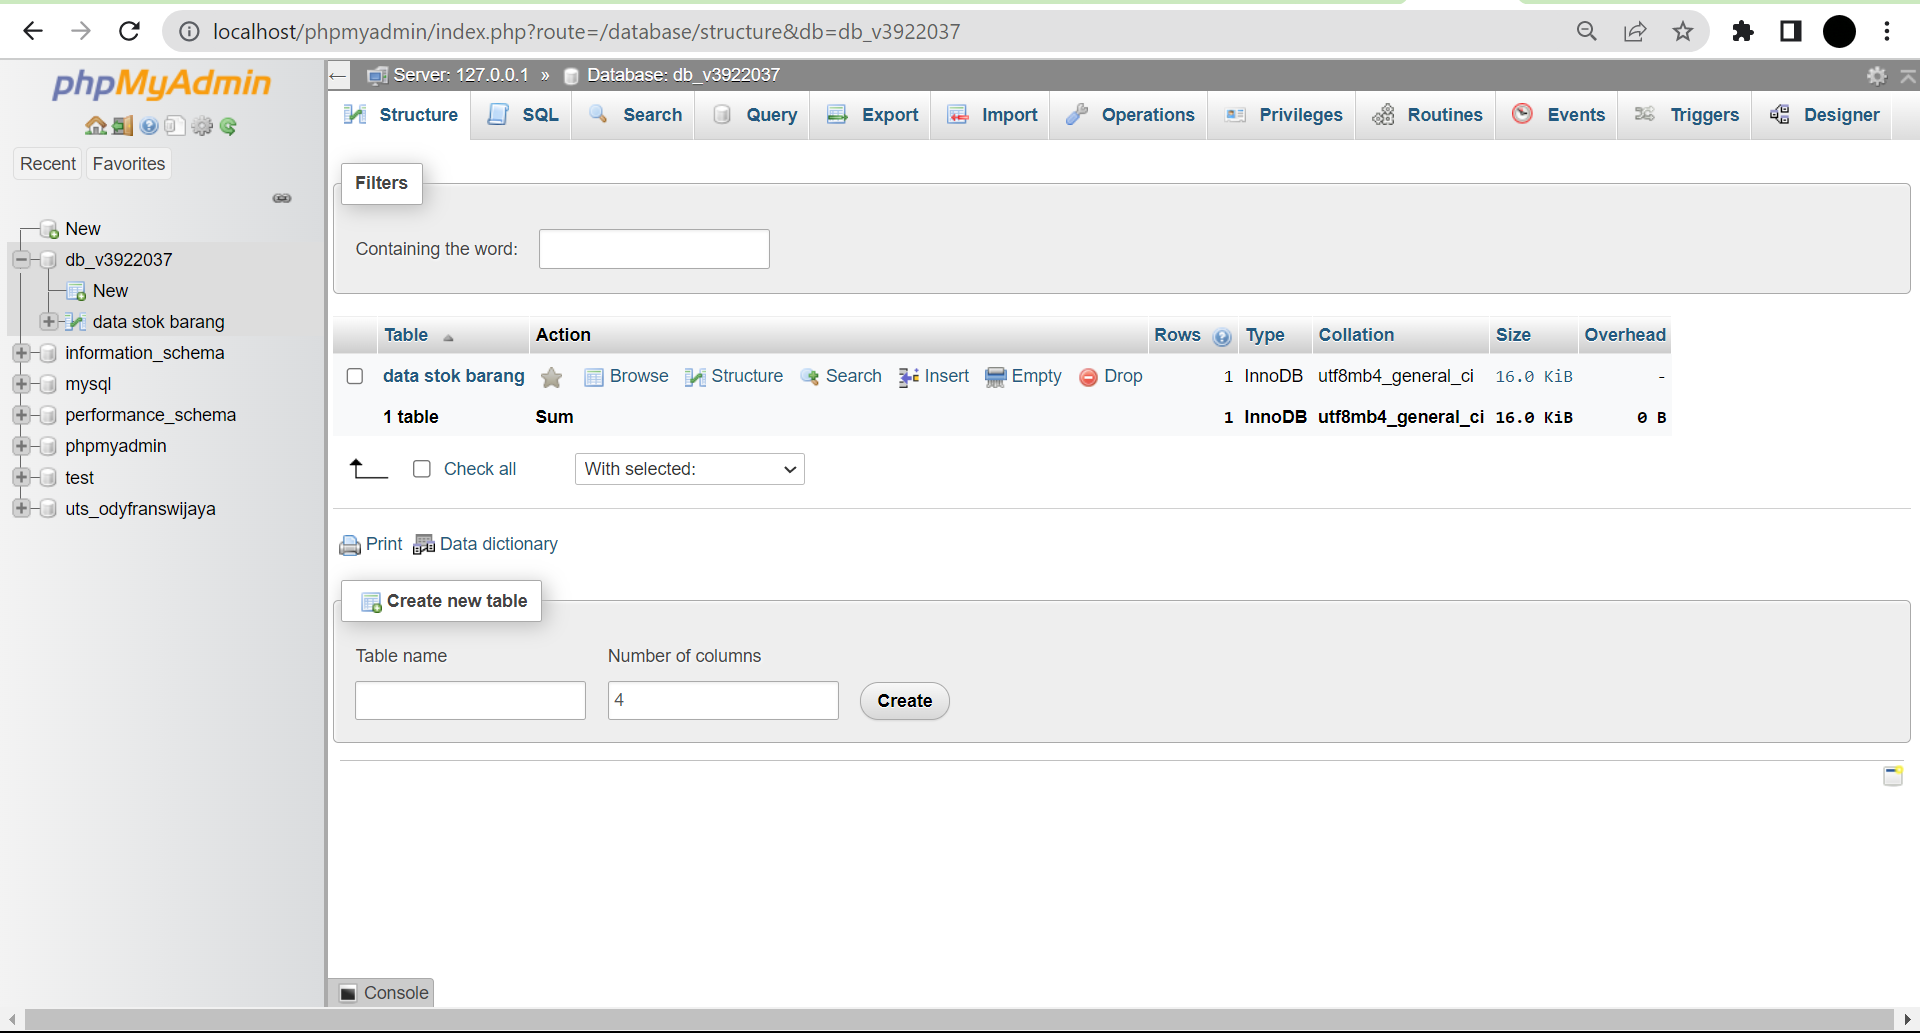 localhost/phpmyadmin/index.php?route=/database/structure&db=db_v3922037
phpMyAdmin
Recent Favorites
New
db_v3922037
New
data stok barang
information_schema
mysql
performance_schema
phpmyadmin
test
uts_odyfranswijaya
Server: 127.0.0.1 » Database: db_v3922037
Structure SQL Search Query Export Import Operations Privileges Routines Events Triggers Designer
Filters
Containing the word:
Table Action Rows Type Collation Size Overhead
data stok barang Browse Structure Search Insert Empty Drop 1 InnoDB utf8mb4_general_ci 16.0 KiB -
1 table Sum 1 InnoDB utf8mb4_general_ci 16.0 KiB 0 B
Check all With selected:
Print Data dictionary
Create new table
Table name Number of columns
4 Create
Console